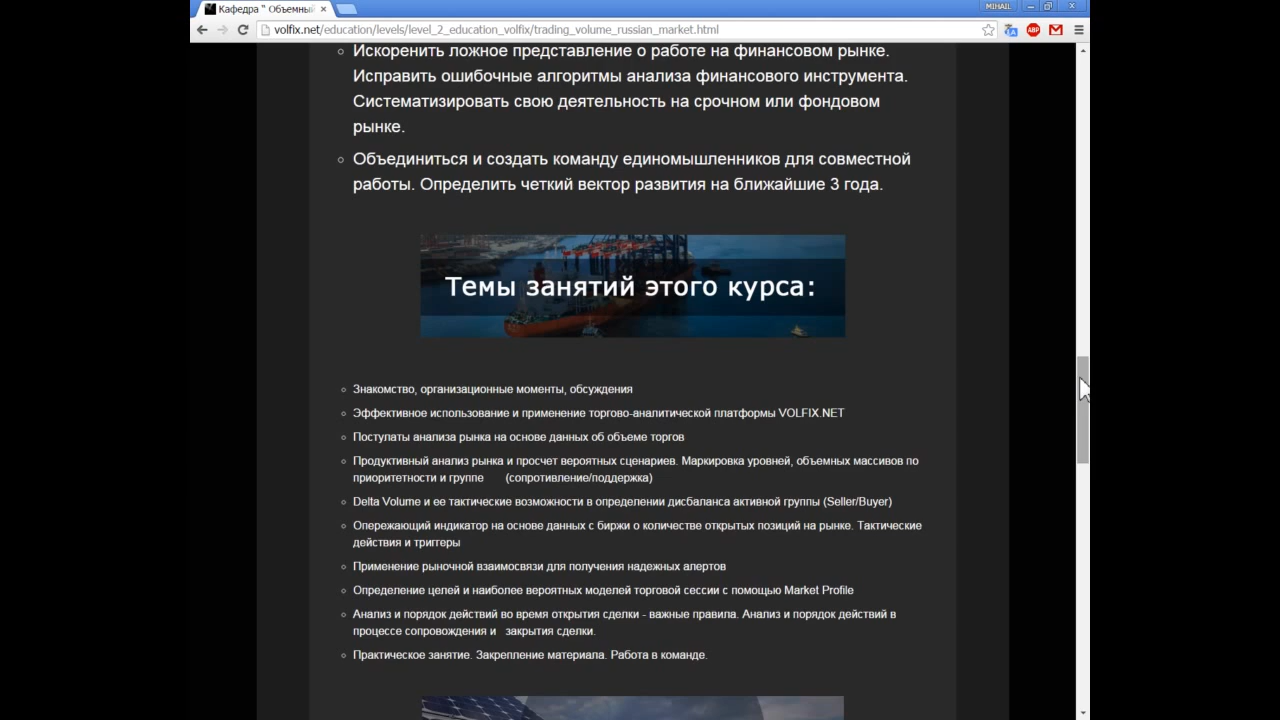 Кафедра " Объемный
MIHAIL
volfix.net/education/levels/level_2_education_volfix/trading_volume_russian_market.html
ABP
Искоренить ложное представление о работе на финансовом рынке.
Исправить ошибочные алгоритмы анализа финансового инструмента.
Систематизировать свою деятельность на срочном или фондовом
рынке.
Объединиться и создать команду единомышленников для совместной
работы. Определить четкий вектор развития на ближайшие 3 года.
Темы занятий этого курса:
Знакомство, организационные моменты, обсуждения
Эффективное использование и применение торгово-аналитической платформы VOLFIX.NET
Постулаты анализа рынка на основе данных об объеме торгов
Продуктивный анализ рынка и просчет вероятных сценариев. Маркировка уровней, объемных массивов по
приоритетности и группе (сопротивление/поддержка)
Delta Volume и ее тактические возможности в определении дисбаланса активной группы (Seller/Buyer)
Опережающий индикатор на основе данных с биржи о количестве открытых позиций на рынке. Тактические
действия и триггеры
Применение рыночной взаимосвязи для получения надежных алертов
Определение целей и наиболее вероятных моделей торговой сессии с помощью Market Profile
Анализ и порядок действий во время открытия сделки - важные правила. Анализ и порядок действий в
процессе сопровождения и закрытия сделки.
Практическое занятие. Закрепление материала. Работа в команде.